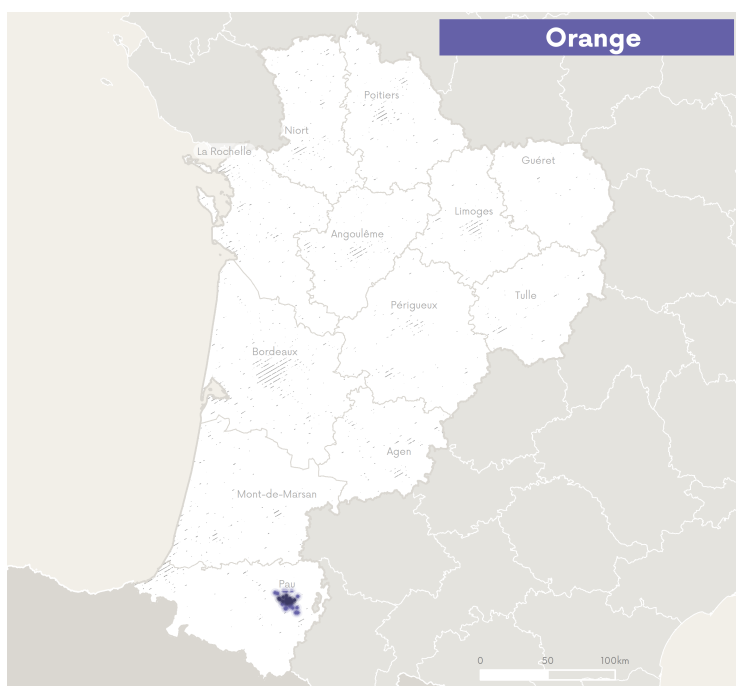 Orange
Poitiers
Niort
La Rochelle
Guéret
Limoges
Angoulême
Tulle
Périgueux
Bordeaux
Agen
Mont-de-Marsan
Pau
0 50 100km